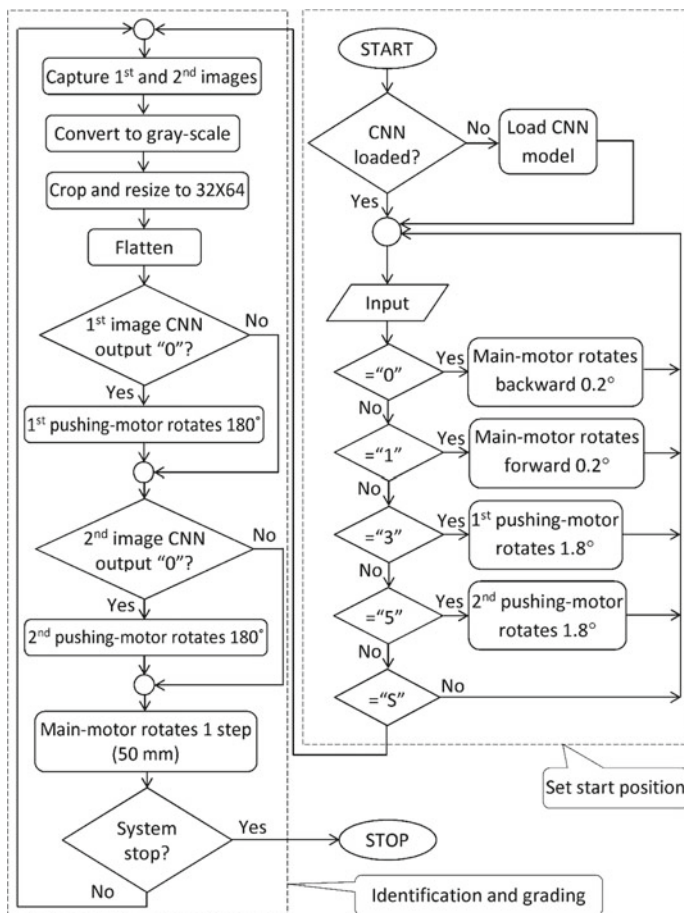 START
CNN
loaded?
No
Load CNN
model
Yes
Input
="0"
Yes
Main-motor rotates
backward 0.2°
No
="1"
Yes
Main-motor rotates
forward 0.2°
No
="3"
Yes
1st pushing-motor
rotates 1.8°
No
="5"
Yes
2nd pushing-motor
rotates 1.8°
No
="S"
No
Set start position
Capture 1st and 2nd images
Convert to gray-scale
Crop and resize to 32X64
Flatten
1st image CNN
output "0"?
No
Yes
1st pushing-motor rotates 180°
2nd image CNN
output "0"?
No
Yes
2nd pushing-motor rotates 180°
Main-motor rotates 1 step
(50 mm)
System
stop?
Yes
STOP
No
Identification and grading